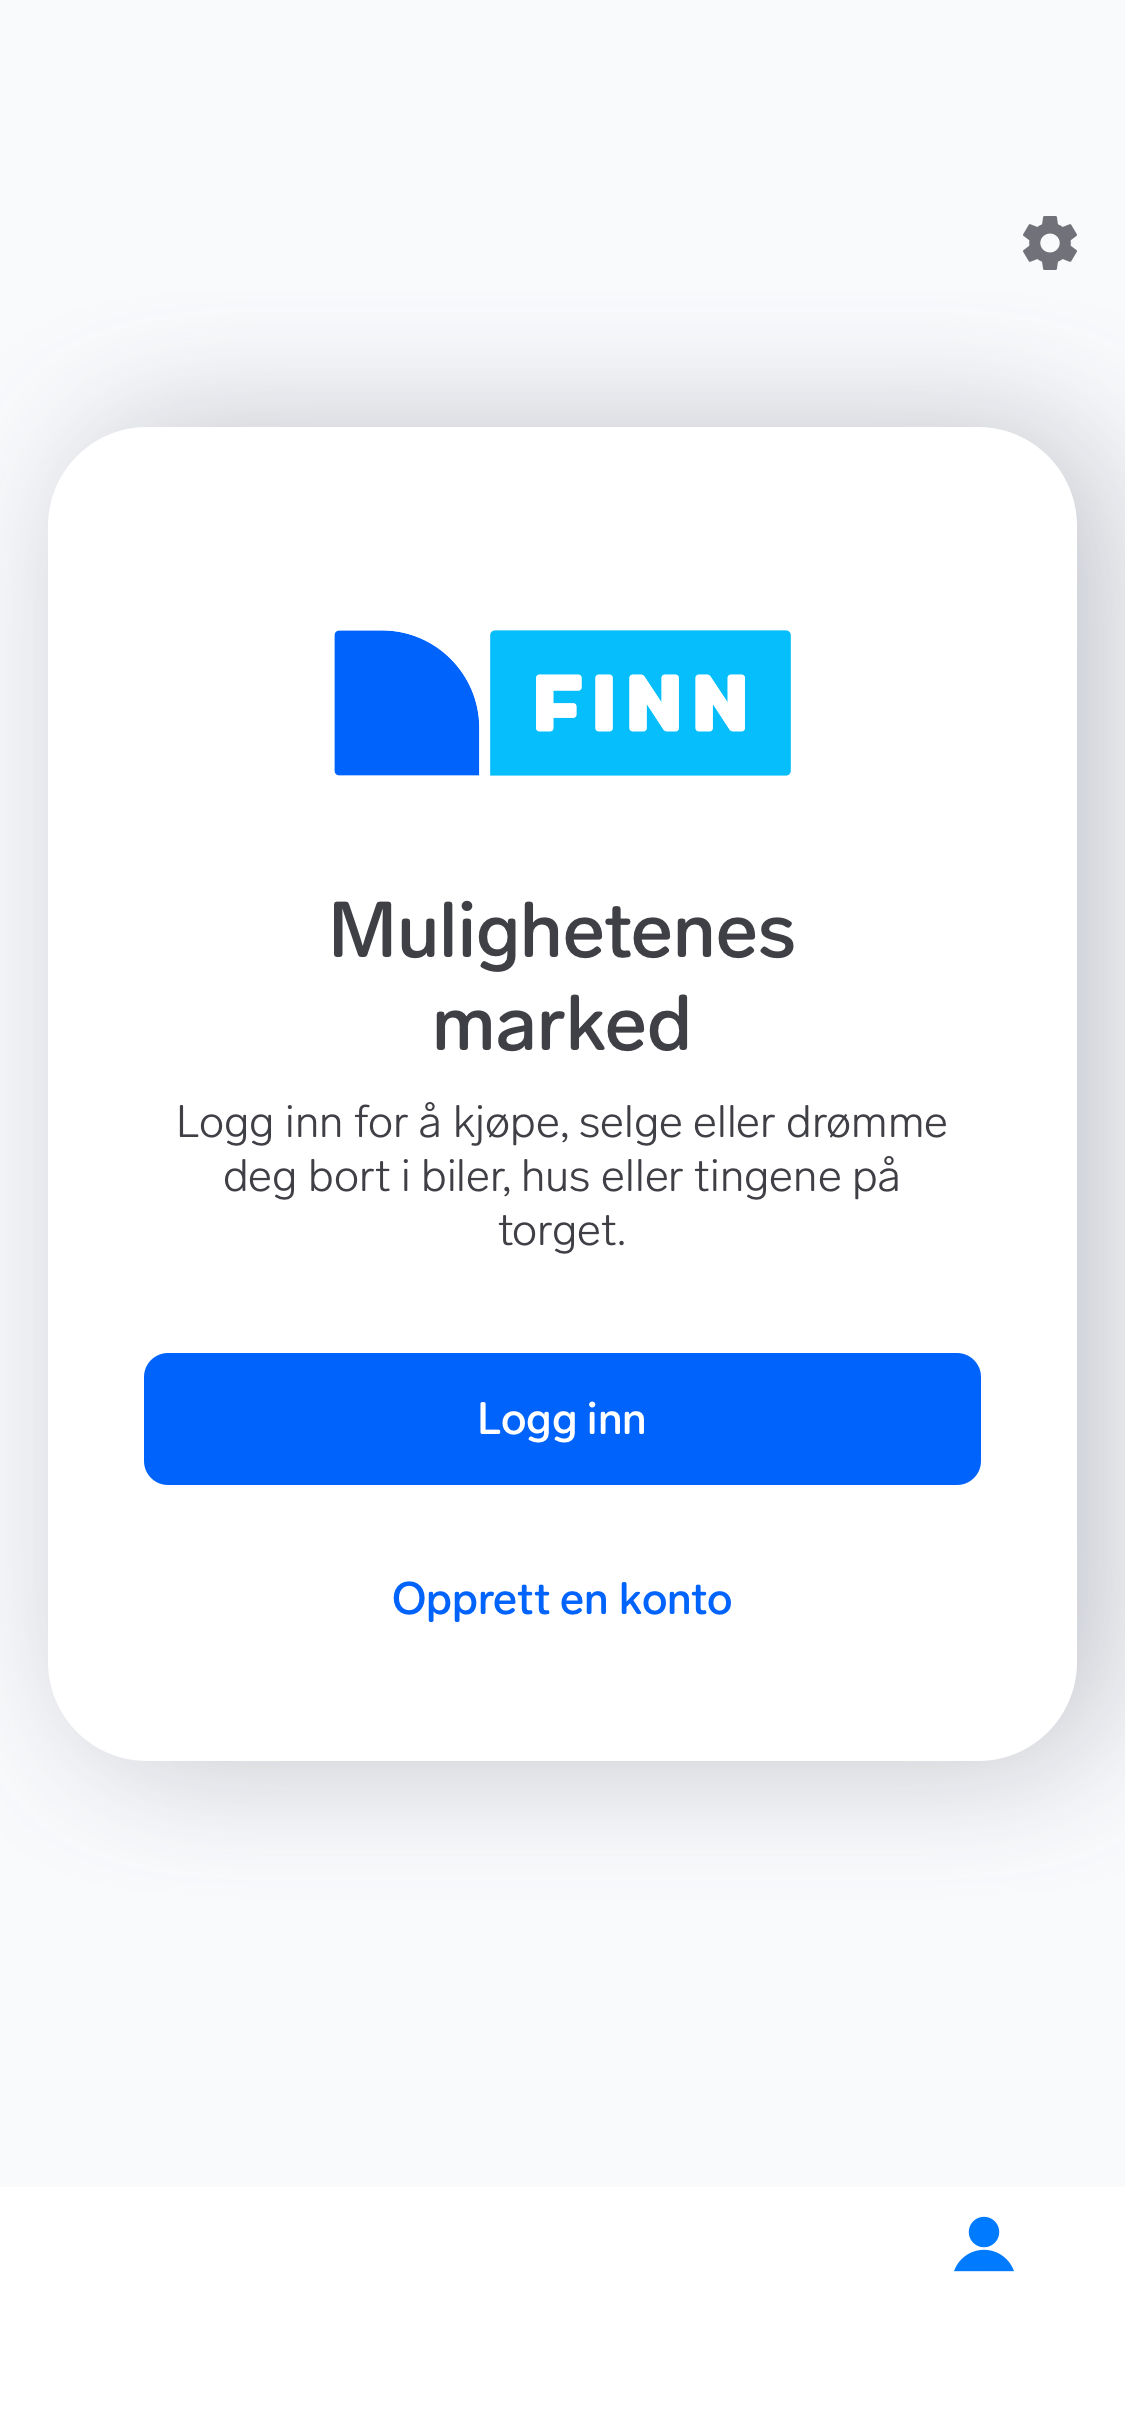 FINN
Mulighetenes
marked
Logg inn for å kjøpe, selge eller drømme
deg bort i biler, hus eller tingene på
torget.
Logg inn
Opprett en konto